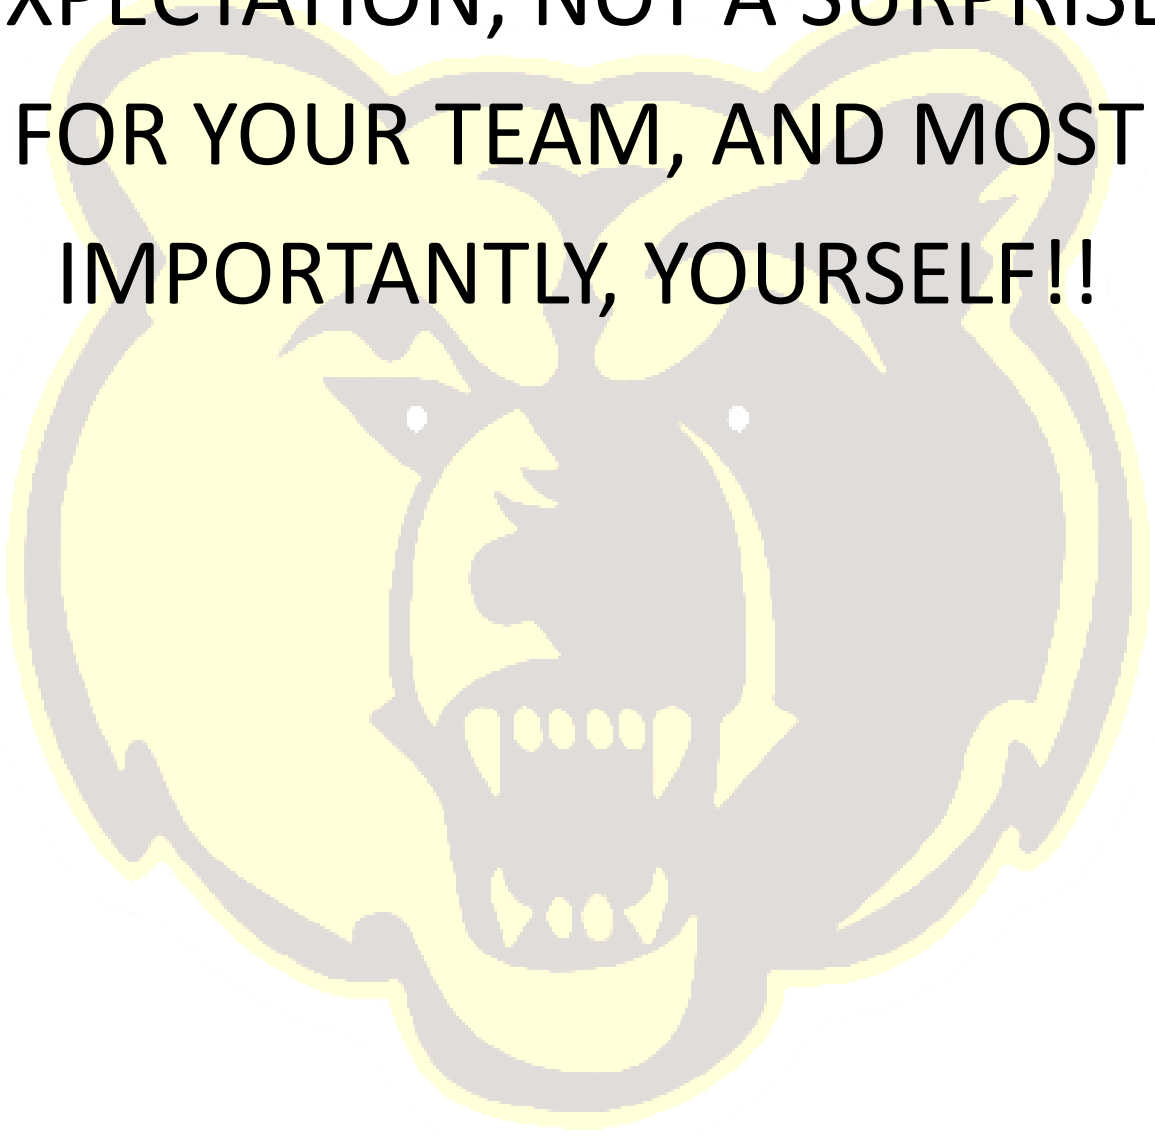 XPECTATION, NOT A SURPRISE
FOR YOUR TEAM, AND MOST
IMPORTANTLY, YOURSELF!!